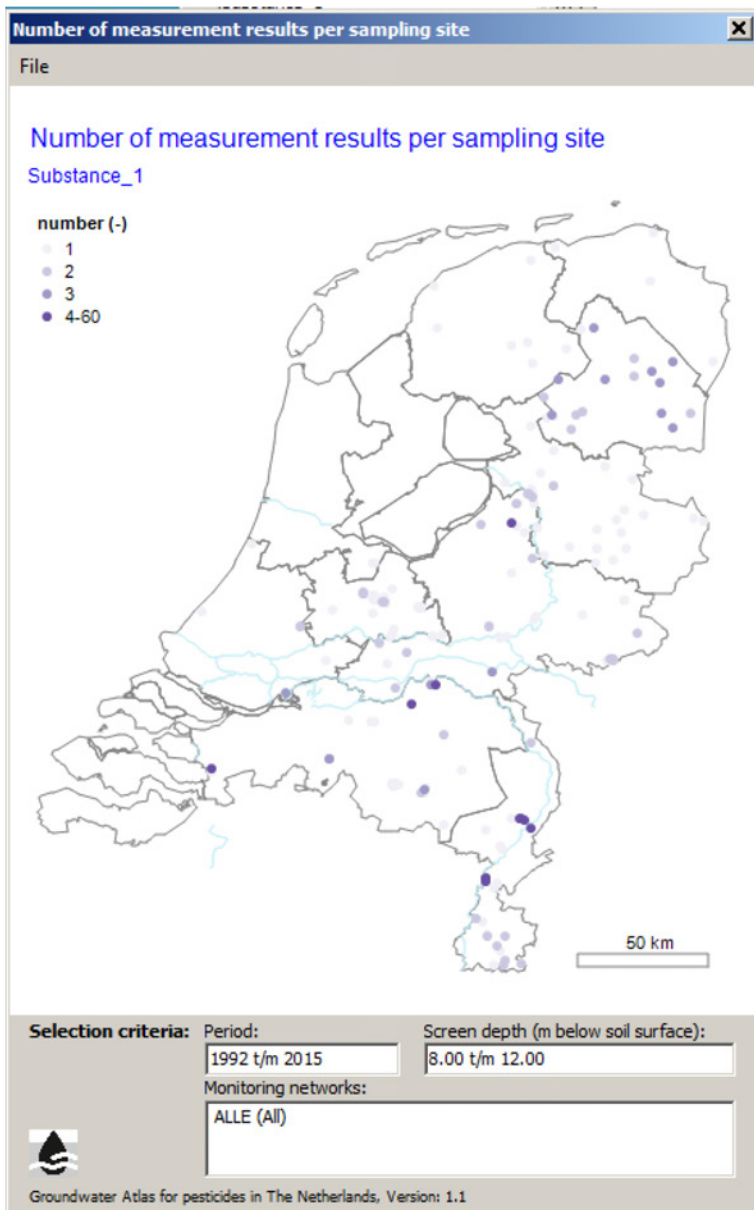 Number of measurement results per sampling site
File
Number of measurement results per sampling site
Substance_1
number (-)
1
2
3
4-60
50 km
Selection criteria: Period: Screen depth (m below soil surface):
1992 t/m 2015 8.00 t/m 12.00
Monitoring networks:
ALLE (All)
Groundwater Atlas for pesticides in The Netherlands, Version: 1.1